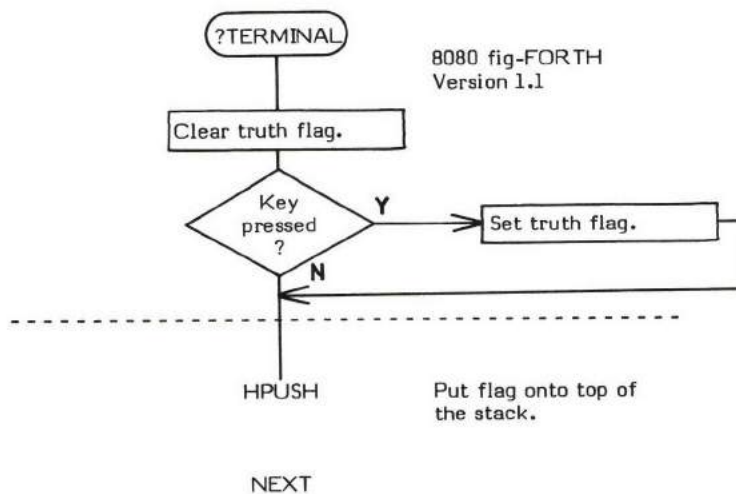 ?TERMINAL
8080 fig-FORTH
Version 1.1
Clear truth flag.
Key
pressed
?
Y
Set truth flag.
N
HPUSH
Put flag onto top of
the stack.
NEXT